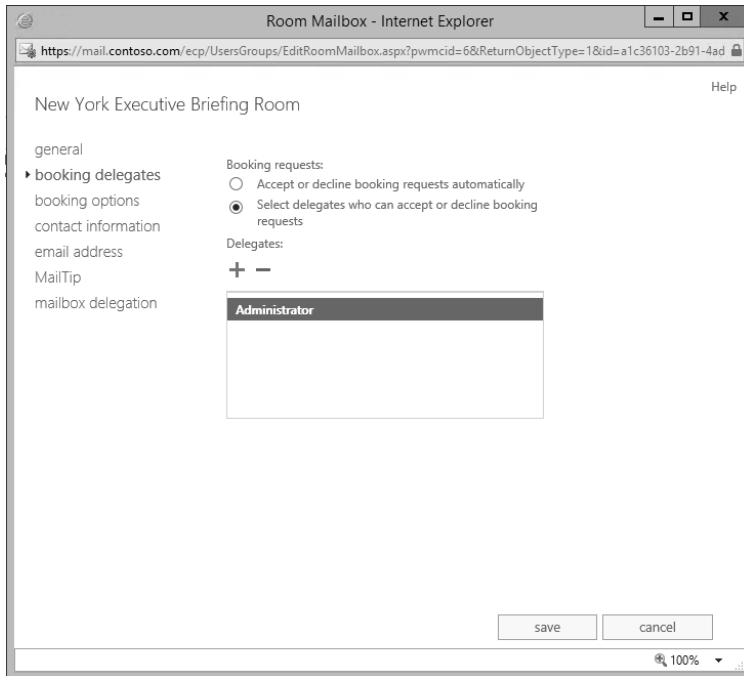 Room Mailbox - Internet Explorer
https://mail.contoso.com/ecp/UsersGroups/EditRoomMailbox.aspx?pwmcid=6&ReturnObjectType=1&id=a1c36103-2b91-4ad
Help
New York Executive Briefing Room
general
booking delegates
booking options
contact information
email address
MailTip
mailbox delegation
Booking requests:
Accept or decline booking requests automatically
Select delegates who can accept or decline booking
requests
Delegates:
Administrator
save cancel
100%